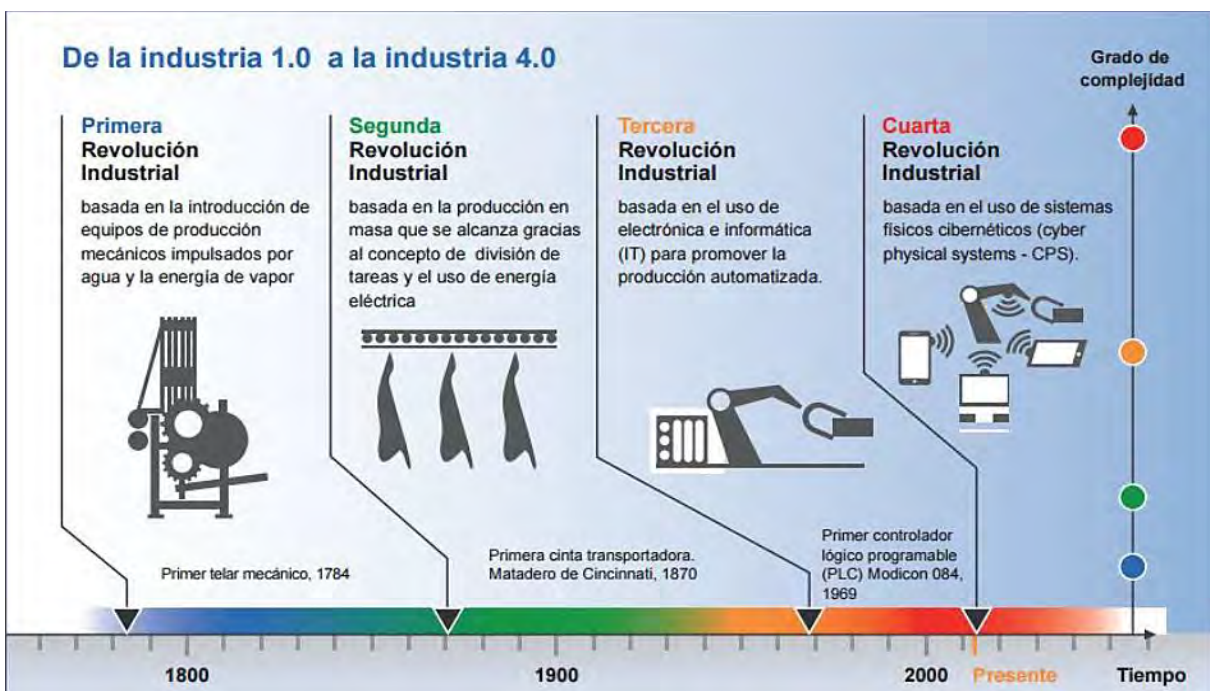 De la industria 1.0 a la industria 4.0
Grado de
complejidad
Primera
Revolución
Industrial
basada en la introducción de
equipos de producción
mecánicos impulsados por
agua y la energía de vapor
Segunda
Revolución
Industrial
basada en la producción en
masa que se alcanza gracias
al concepto de división de
tareas y el uso de energía
eléctrica
Tercera
Revolución
Industrial
basada en el uso de
electrónica e informática
(IT) para promover la
producción automatizada.
Cuarta
Revolución
Industrial
basada en el uso de sistemas
físicos cibernéticos (cyber
physical systems - CPS).
Primer telar mecánico, 1784
Primera cinta transportadora.
Matadero de Cincinnati, 1870
Primer controlador
lógico programable
(PLC) Modicon 084,
1969
1800
1900
2000
Presente
Tiempo